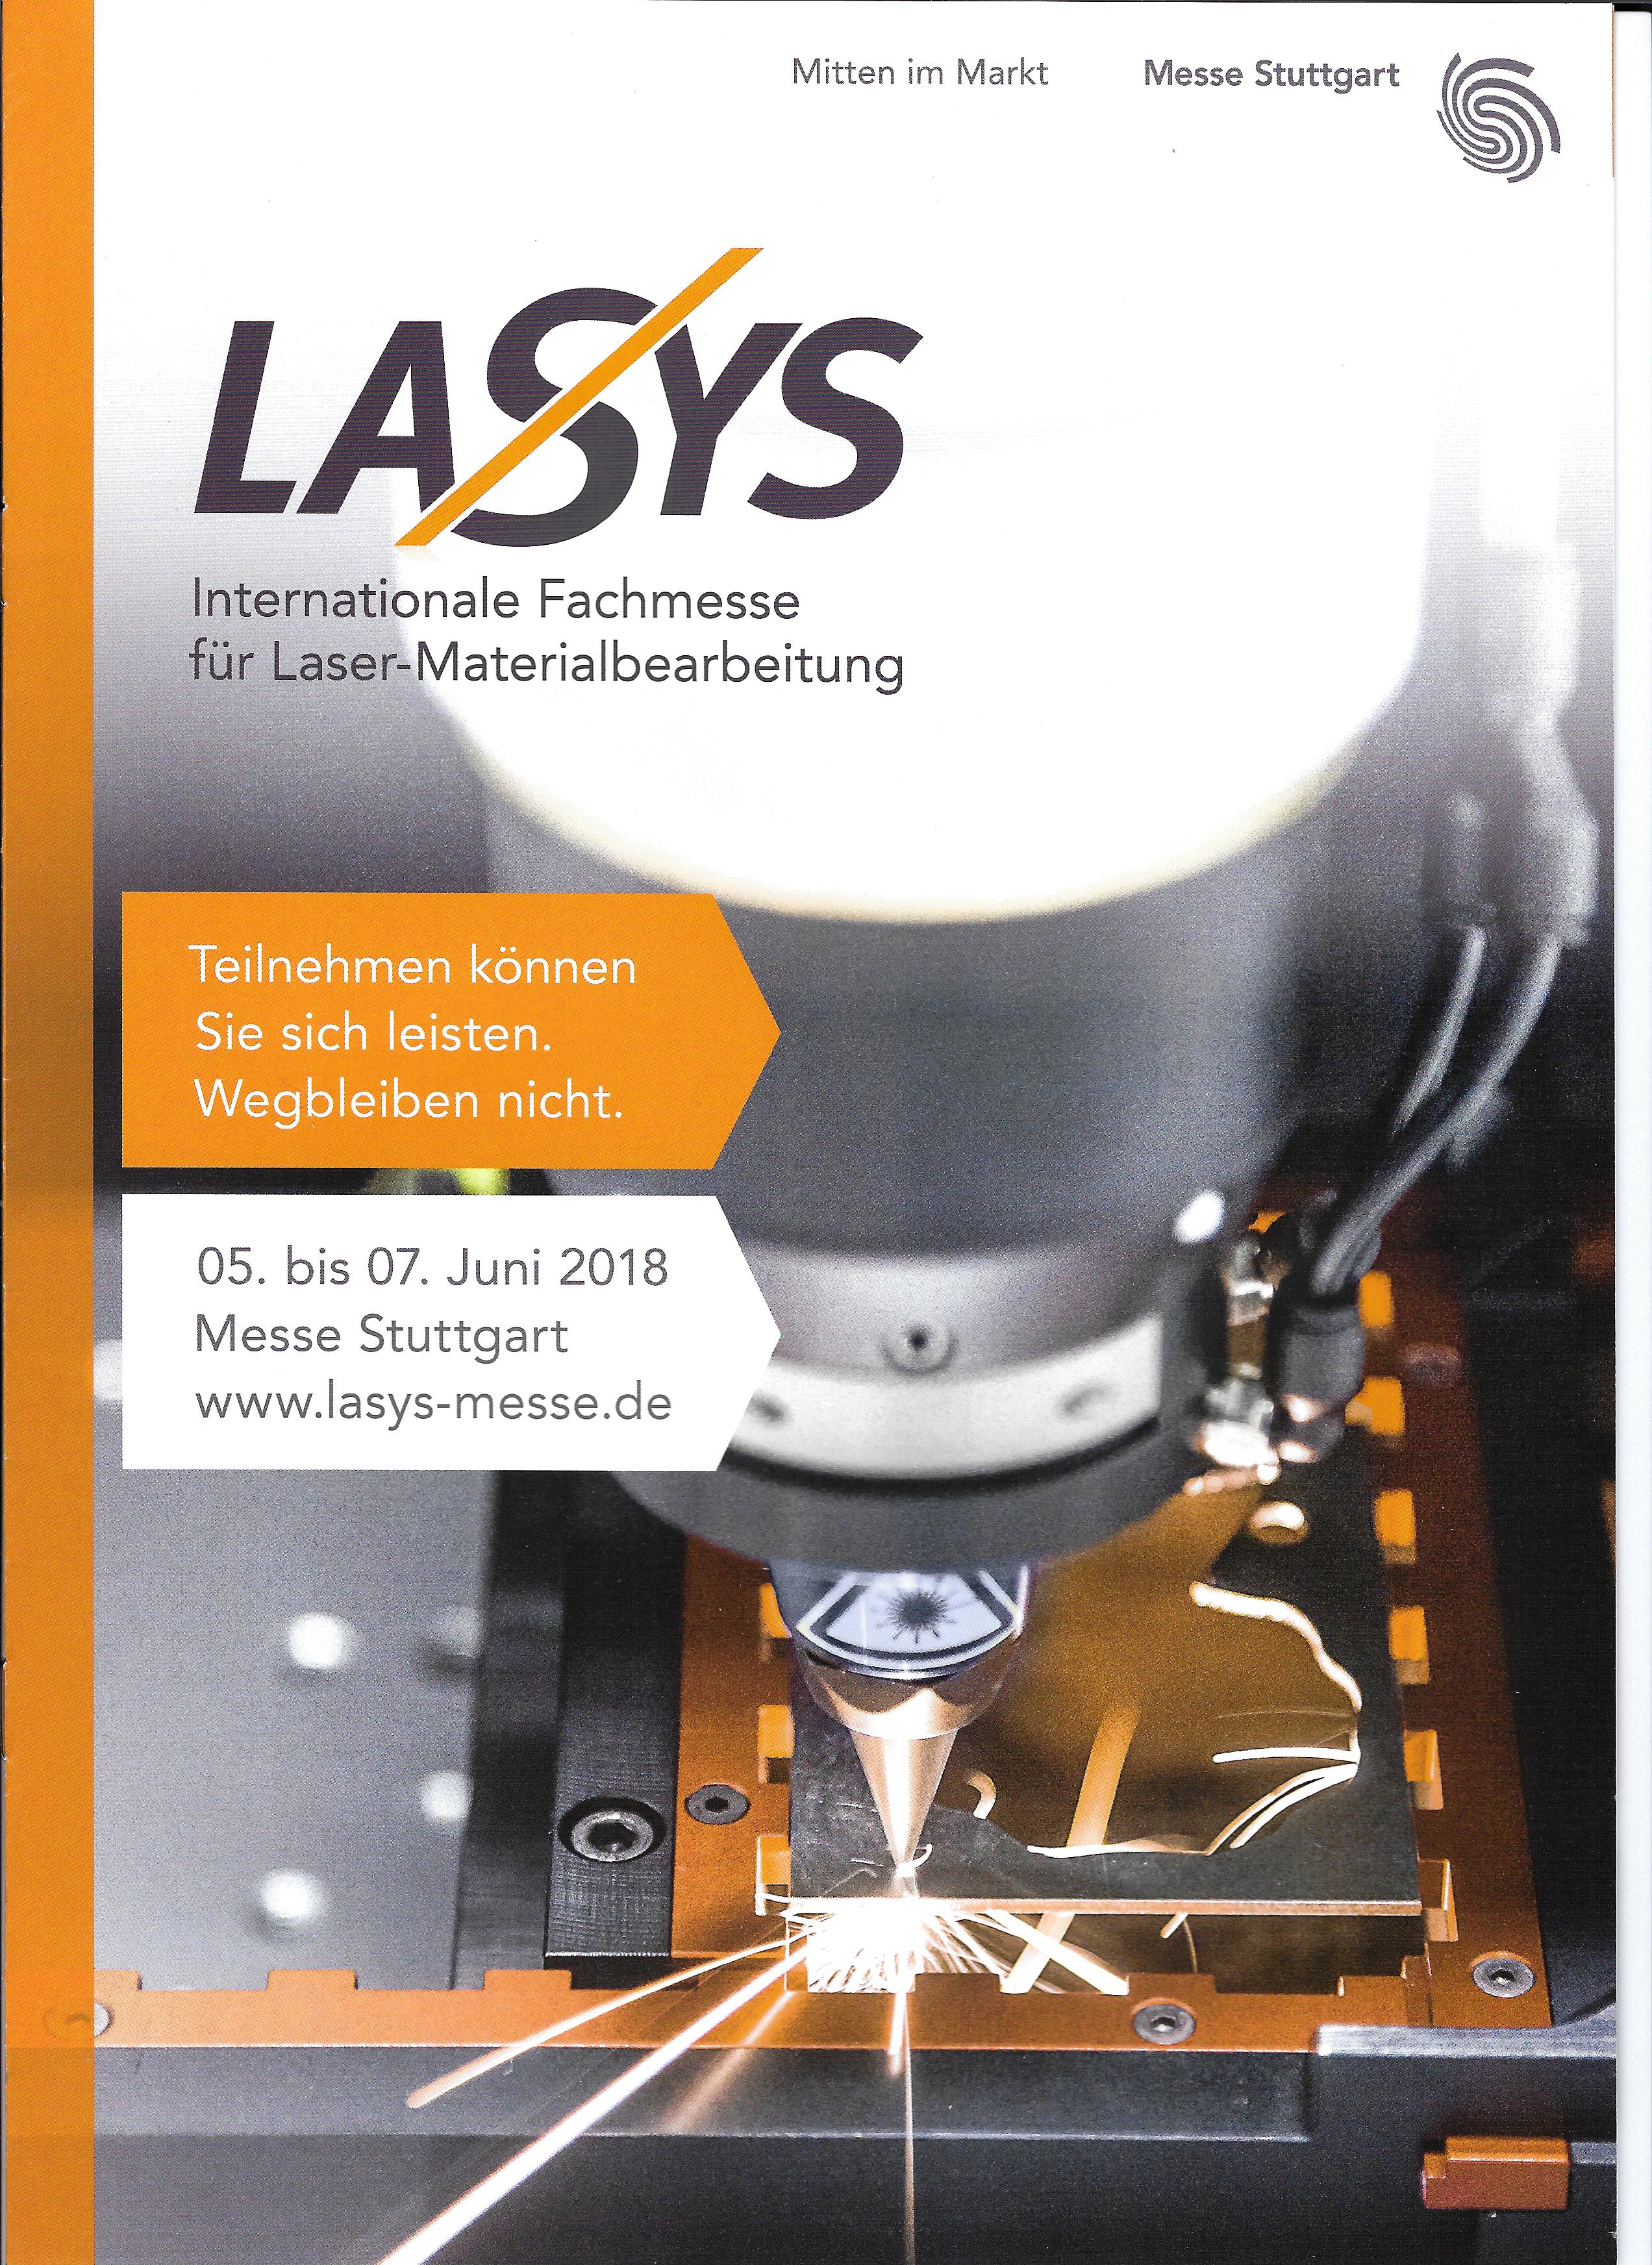 Mitten im Markt
Messe Stuttgart
LASYS
Internationale Fachmesse
für Laser-Materialbearbeitung
Teilnehmen können
Sie sich leisten.
Wegbleiben nicht.
05. bis 07. Juni 2018
Messe Stuttgart
www.lasys-messe.de